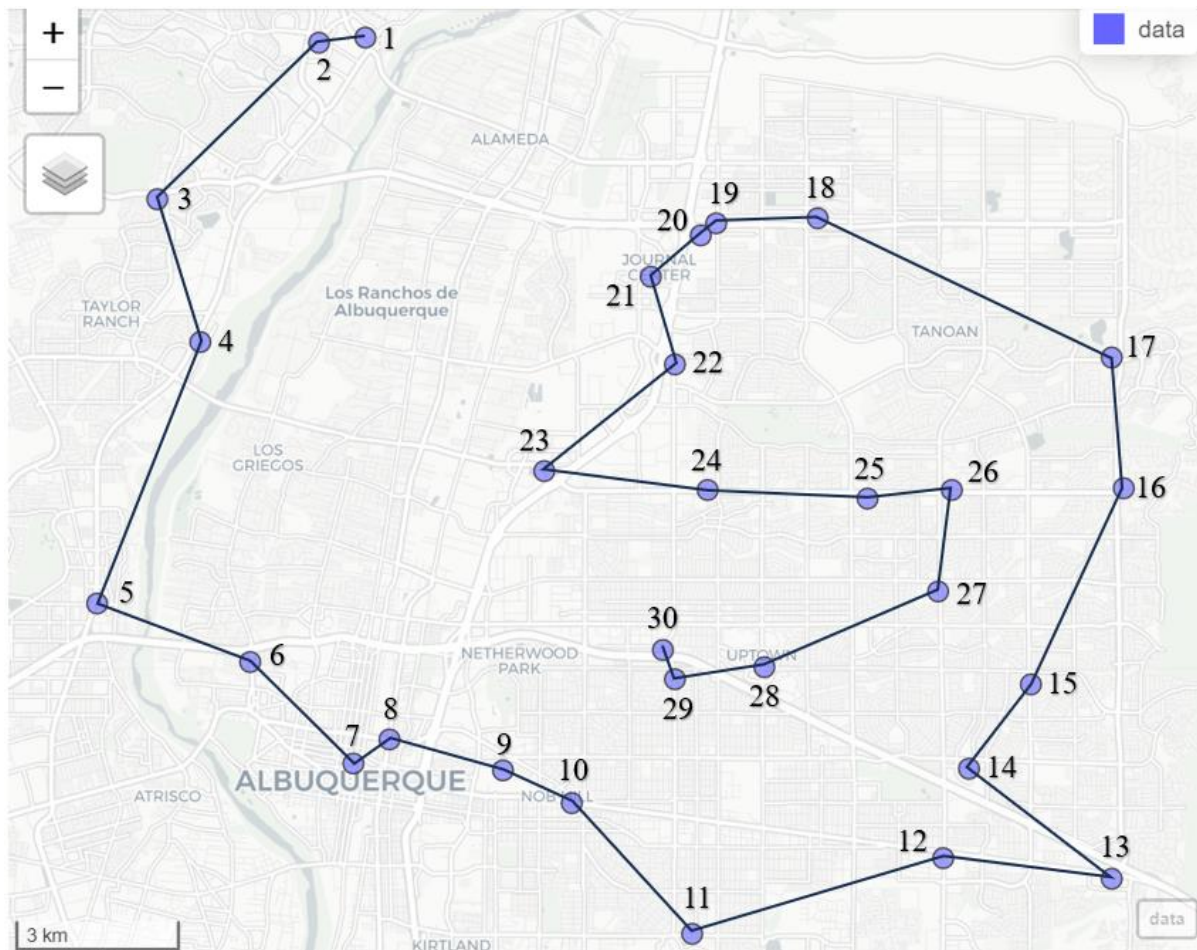 +
−
data
1
2
ALAMEDA
3
18
19
20
JOURNAL
CENTER
21
Los Ranchos de
Albuquerque
TAYLOR
RANCH
4
TANOAN
17
22
LOS
GRIEGOS
23
24
25
26
16
5
27
30
6
NETHERWOOD
PARK
UPTOWN
29
28
15
8
7
9
10
14
ALBUQUERQUE
ATRISCO
NOB HILL
12
13
11
data
3 km
KIRTLAND